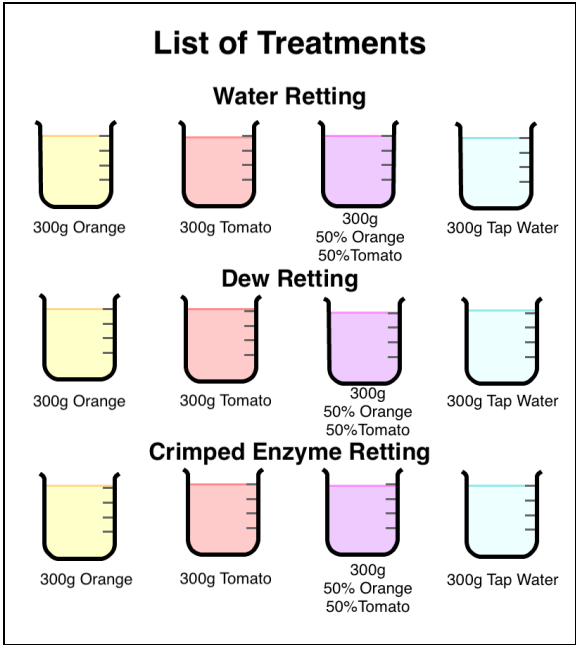 List of Treatments
Water Retting
300g Orange
300g Tomato
300g
50% Orange
50%Tomato
300g Tap Water
Dew Retting
300g Orange
300g Tomato
300g
50% Orange
50%Tomato
300g Tap Water
Crimped Enzyme Retting
300g Orange
300g Tomato
300g
50% Orange
50%Tomato
300g Tap Water